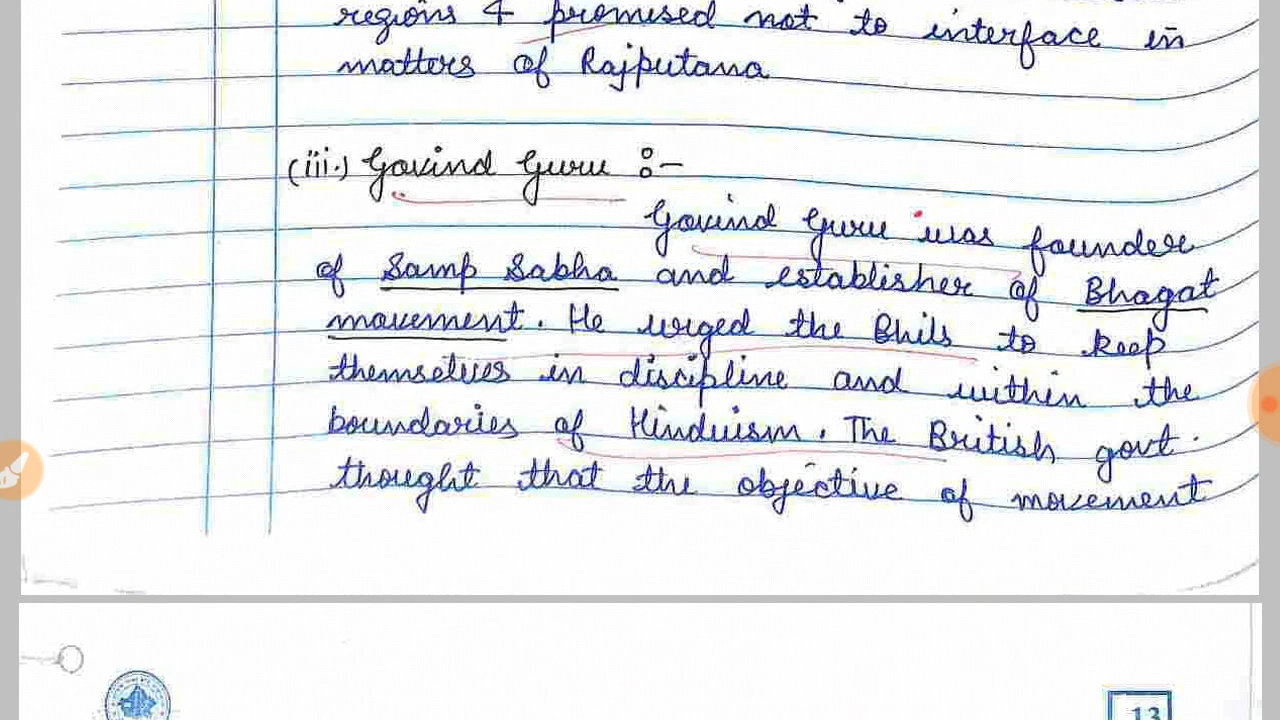 regions & promised not to interface in
matters of Rajputana
(iii.) Govind Guru :-
Govind Guru was founder
of Samp Sabha and establisher of Bhagat
movement. He urged the Bhils to keep
themselves in discipline and within the
boundaries of Hinduism. The British govt.
thought that the objective of movement
13